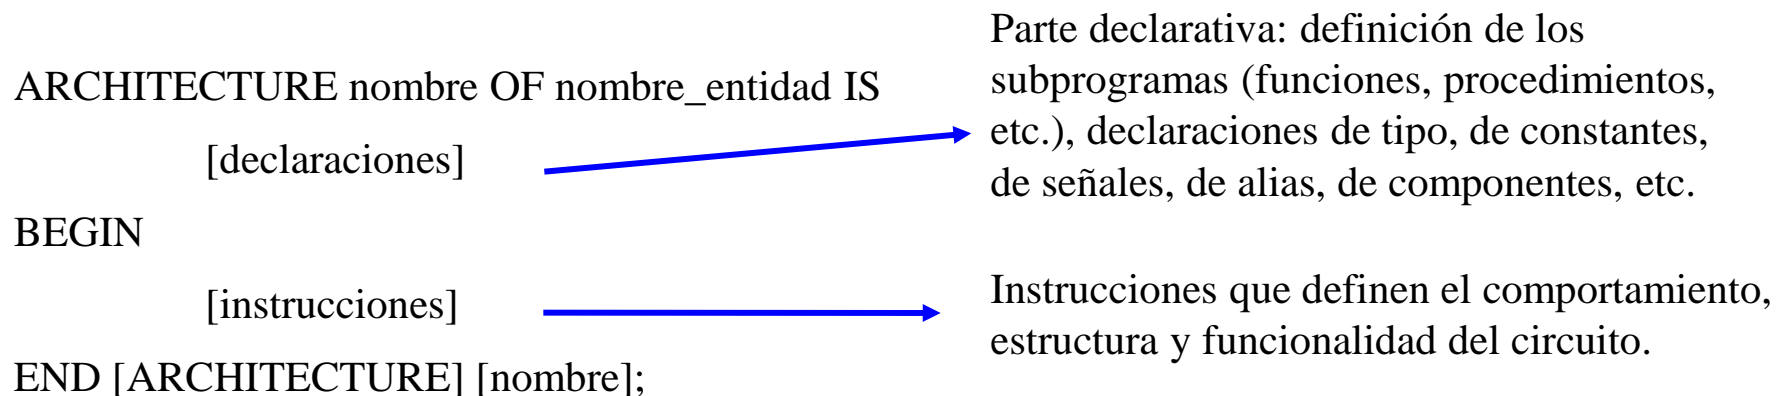 ARCHITECTURE nombre OF nombre_entidad IS
[declaraciones]
BEGIN
[instrucciones]
END [ARCHITECTURE] [nombre];
Parte declarativa: definición de los
subprogramas (funciones, procedimientos,
etc.), declaraciones de tipo, de constantes,
de señales, de alias, de componentes, etc.
Instrucciones que definen el comportamiento,
estructura y funcionalidad del circuito.